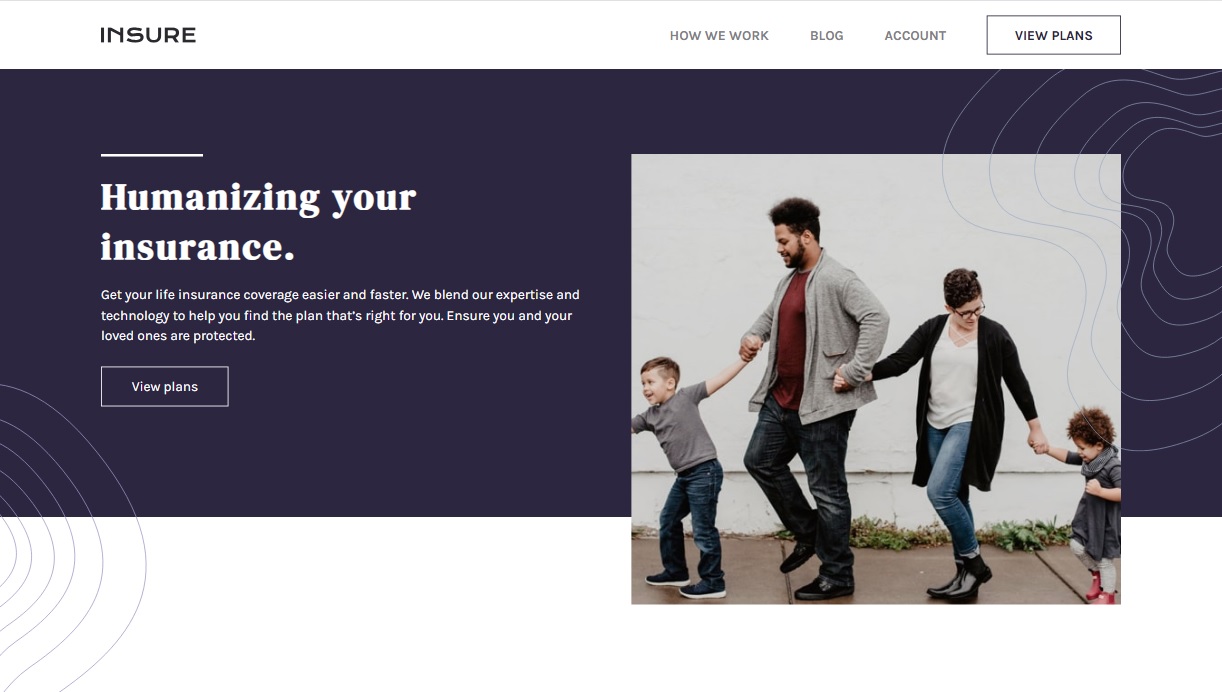 INSURE
HOW WE WORK
BLOG
ACCOUNT
VIEW PLANS
Humanizing your
insurance.
Get your life insurance coverage easier and faster. We blend our expertise and
technology to help you find the plan that’s right for you. Ensure you and your
loved ones are protected.
View plans